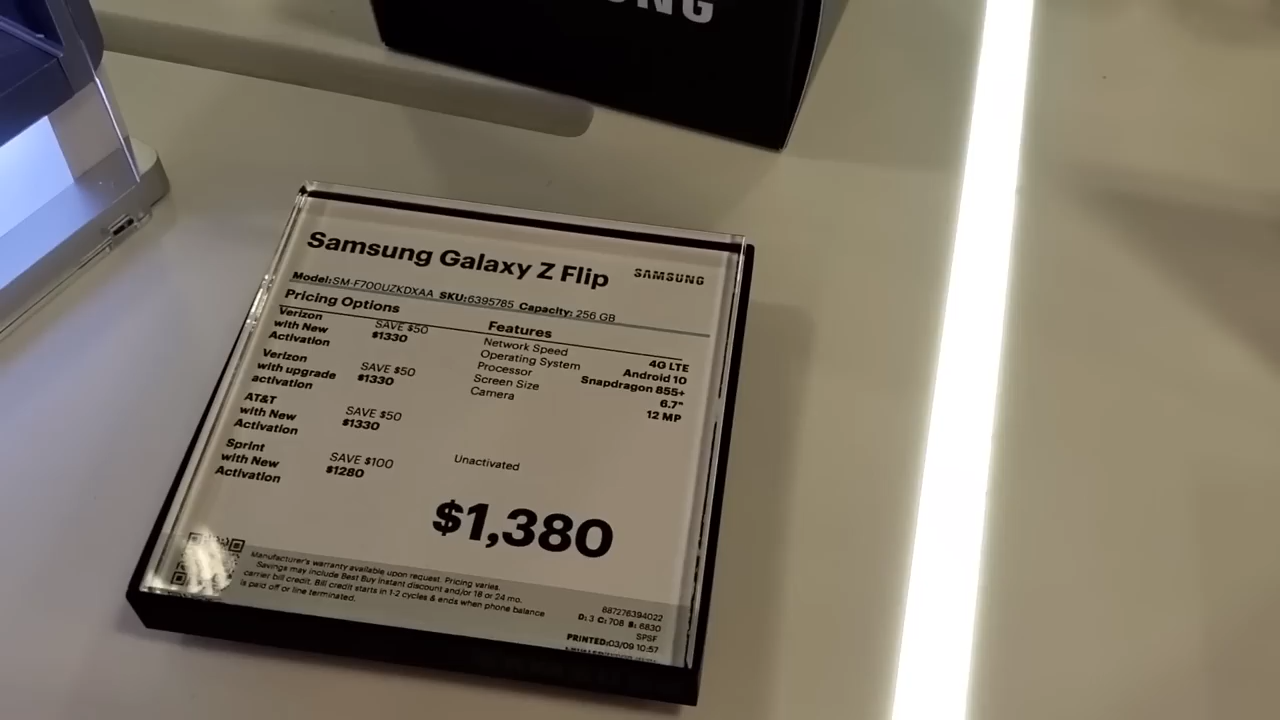 SUNG
Samsung Galaxy Z Flip
SAMSUNG
Model:SM-F700UZKDXAA SKU:6395785 Capacity: 256 GB
Pricing Options
Verizon
with New
Activation
SAVE $50
$1330
Verizon
with upgrade
activation
SAVE $50
$1330
AT&T
with New
Activation
SAVE $50
$1330
Sprint
with New
Activation
SAVE $100
$1280
Features
Network Speed 4G LTE
Operating System Android 10
Processor Snapdragon 855+
Screen Size 6.7"
Camera 12 MP
Unactivated
$1,380
Manufacturer's warranty available upon request. Pricing varies.
Savings may include Best Buy instant discount and/or 18 or 24 mo.
carrier bill credit. Bill credit starts in 1-2 cycles & ends when phone balance
is paid off or line terminated.
887276394022
D: 3 C: 708 S: 6830
SPSF
PRINTED:03/09 10:57